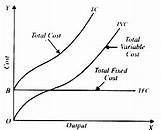 Y
TC
TVC
Total Cost
Total
Variable
Cost
Cost
Total Fixed
Cost
B
TFC
O
Output
X